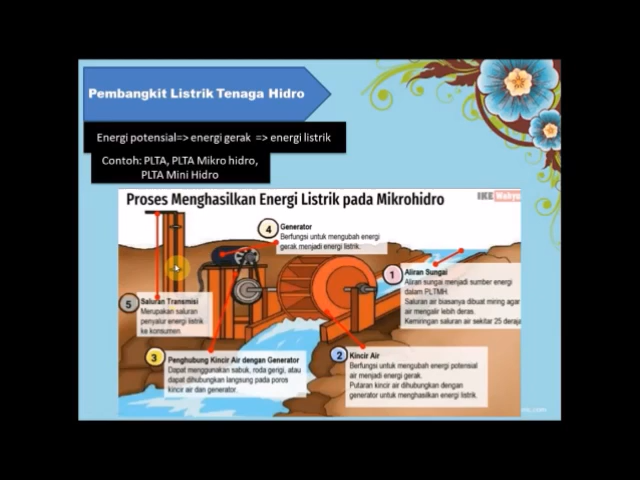 Pembangkit Listrik Tenaga Hidro
Energi potensial=> energi gerak => energi listrik
Contoh: PLTA, PLTA Mikro hidro,
PLTA Mini Hidro
Proses Menghasilkan Energi Listrik pada Mikrohidro
4
Generator
Berfungsi untuk mengubah energi
gerak menjadi energi listrik.
1
Aliran Sungai
Aliran sungai menjadi sumber energi
dalam PLTMH.
Saluran air biasanya dibuat miring agar
air mengalir lebih deras.
Kemiringan saluran air sekitar 25 deraja
5
Saluran Transmisi
Merupakan saluran
penyalur energi listrik
ke konsumen.
3
Penghubung Kincir Air dengan Generator
Dapat menggunakan sabuk, roda gerigi, atau
dapat dihubungkan langsung pada poros
kincir air dan generator.
2
Kincir Air
Berfungsi untuk mengubah energi potensial
air menjadi energi gerak.
Putaran kincir air dihubungkan dengan
generator untuk menghasilkan energi listrik.